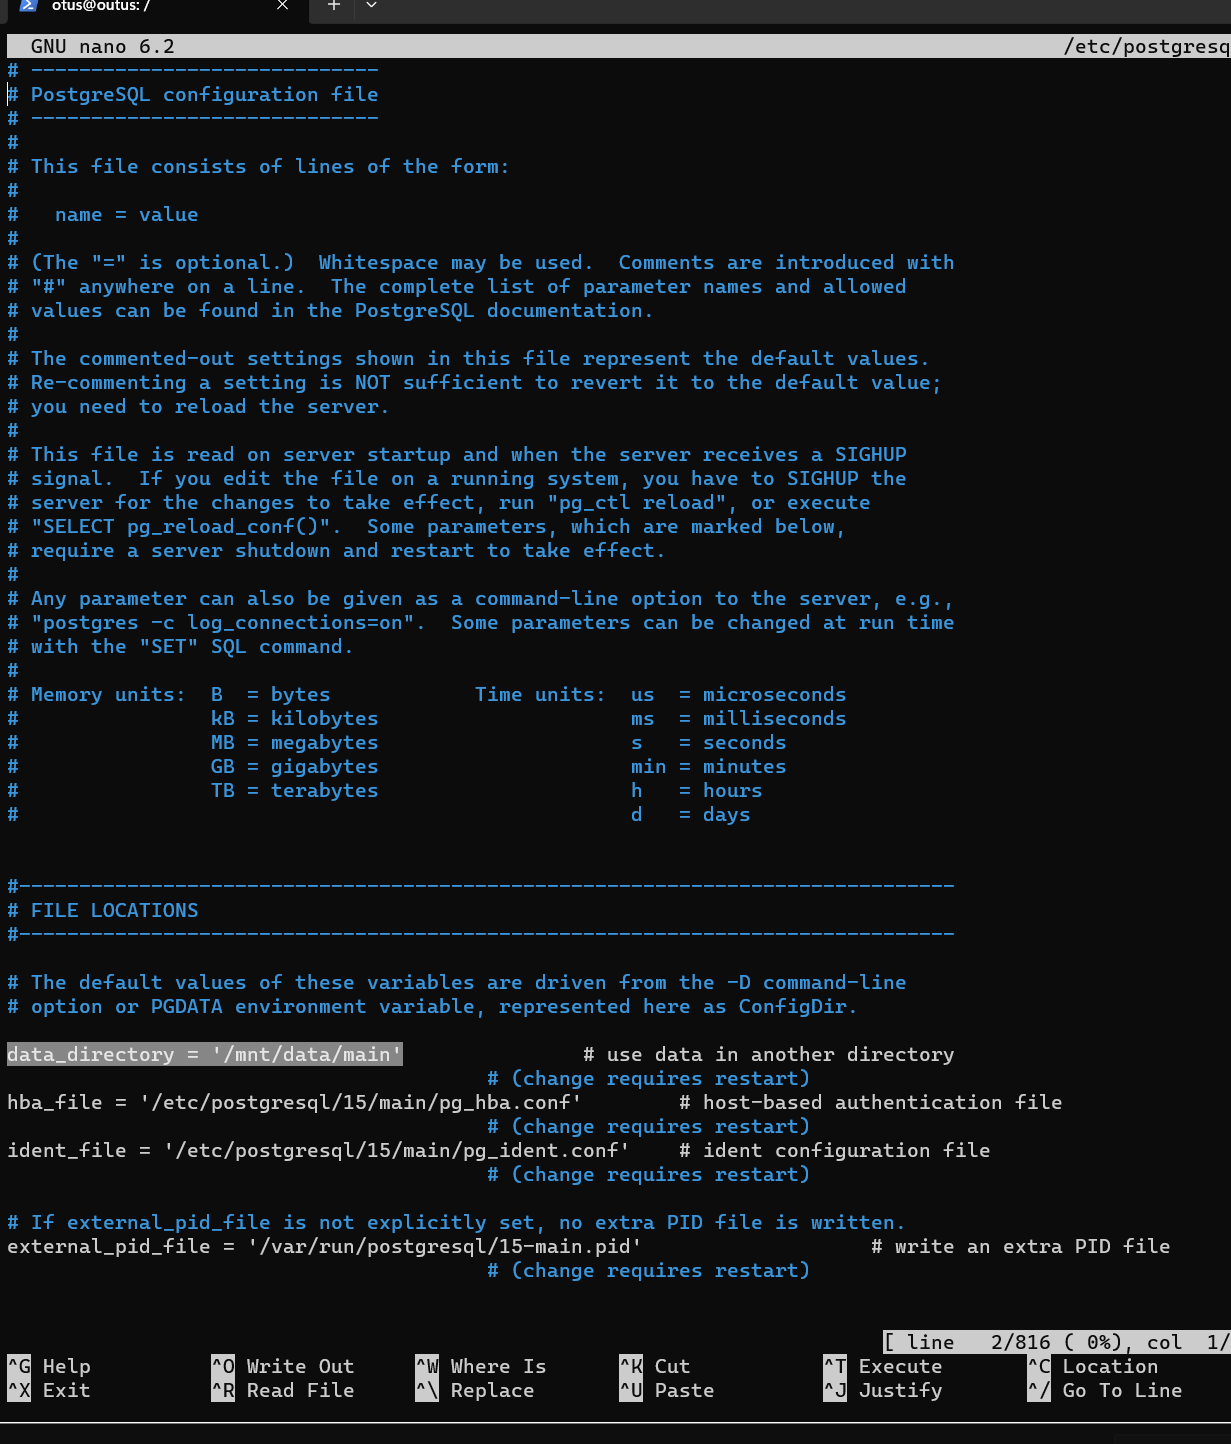 otus@outus: /
GNU nano 6.2 /etc/postgresq
# -----------------------------
# PostgreSQL configuration file
# -----------------------------
#
# This file consists of lines of the form:
#
#   name = value
#
# (The "=" is optional.)  Whitespace may be used.  Comments are introduced with
# "#" anywhere on a line.  The complete list of parameter names and allowed
# values can be found in the PostgreSQL documentation.
#
# The commented-out settings shown in this file represent the default values.
# Re-commenting a setting is NOT sufficient to revert it to the default value;
# you need to reload the server.
#
# This file is read on server startup and when the server receives a SIGHUP
# signal.  If you edit the file on a running system, you have to SIGHUP the
# server for the changes to take effect, run "pg_ctl reload", or execute
# "SELECT pg_reload_conf()".  Some parameters, which are marked below,
# require a server shutdown and restart to take effect.
#
# Any parameter can also be given as a command-line option to the server, e.g.,
# "postgres -c log_connections=on".  Some parameters can be changed at run time
# with the "SET" SQL command.
#
# Memory units:  B  = bytes            Time units:  us  = microseconds
#                kB = kilobytes                     ms  = milliseconds
#                MB = megabytes                     s   = seconds
#                GB = gigabytes                     min = minutes
#                TB = terabytes                     h   = hours
#                                                   d   = days
#------------------------------------------------------------------------------
# FILE LOCATIONS
#------------------------------------------------------------------------------
# The default values of these variables are driven from the -D command-line
# option or PGDATA environment variable, represented here as ConfigDir.
data_directory = '/mnt/data/main'               # use data in another directory
                                        # (change requires restart)
hba_file = '/etc/postgresql/15/main/pg_hba.conf'        # host-based authentication file
                                        # (change requires restart)
ident_file = '/etc/postgresql/15/main/pg_ident.conf'    # ident configuration file
                                        # (change requires restart)
# If external_pid_file is not explicitly set, no extra PID file is written.
external_pid_file = '/var/run/postgresql/15-main.pid'                   # write an extra PID file
                                        # (change requires restart)
[ line   2/816 ( 0%), col  1/
^G Help ^O Write Out ^W Where Is ^K Cut ^T Execute ^C Location
^X Exit ^R Read File ^\ Replace ^U Paste ^J Justify ^/ Go To Line